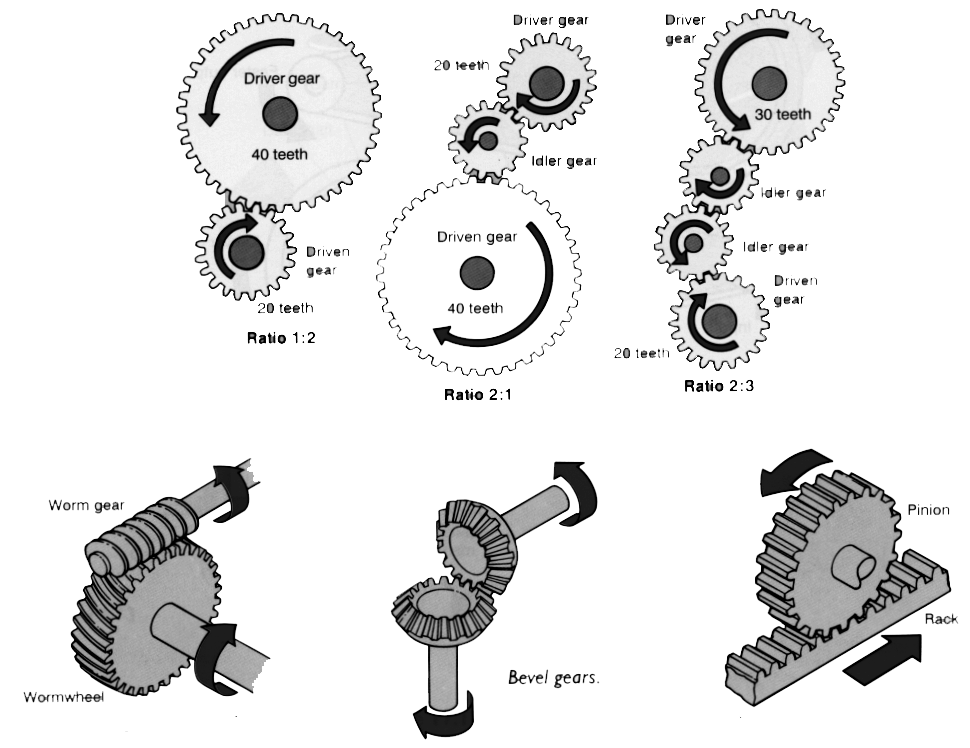 Driver gear
40 teeth
Driven
gear
20 teeth
Ratio 1:2
Driver gear
20 teeth
Idler gear
Driven gear
40 teeth
Ratio 2:1
Driver
gear
30 teeth
Idler gear
Idler gear
Driven
gear
20 teeth
Ratio 2:3
Worm gear
Wormwheel
Bevel gears.
Pinion
Rack